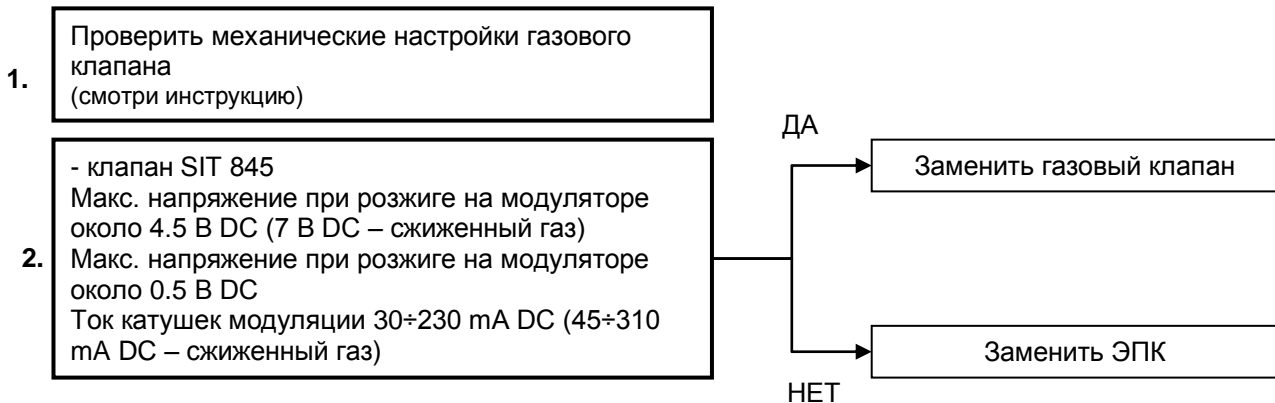 1.
Проверить механические настройки газового
клапана
(смотри инструкцию)
2.
- клапан SIT 845
Макс. напряжение при розжиге на модуляторе
около 4.5 В DC (7 В DC – сжиженный газ)
Макс. напряжение при розжиге на модуляторе
около 0.5 В DC
Ток катушек модуляции 30÷230 mA DC (45÷310
mA DC – сжиженный газ)
ДА
Заменить газовый клапан
Заменить ЭПК
НЕТ